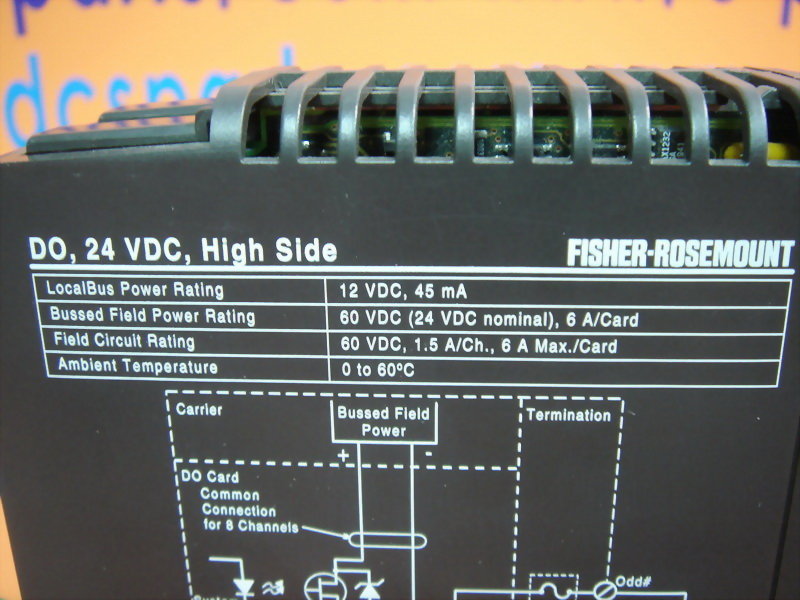 DO, 24 VDC, High Side
FISHER-ROSEMOUNT
LocalBus Power Rating 12 VDC, 45 mA
Bussed Field Power Rating 60 VDC (24 VDC nominal), 6 A/Card
Field Circuit Rating 60 VDC, 1.5 A/Ch., 6 A Max./Card
Ambient Temperature 0 to 60ºC
Carrier
Bussed Field
Power
Termination
+ -
DO Card
Common
Connection
for 8 Channels
Odd#
System